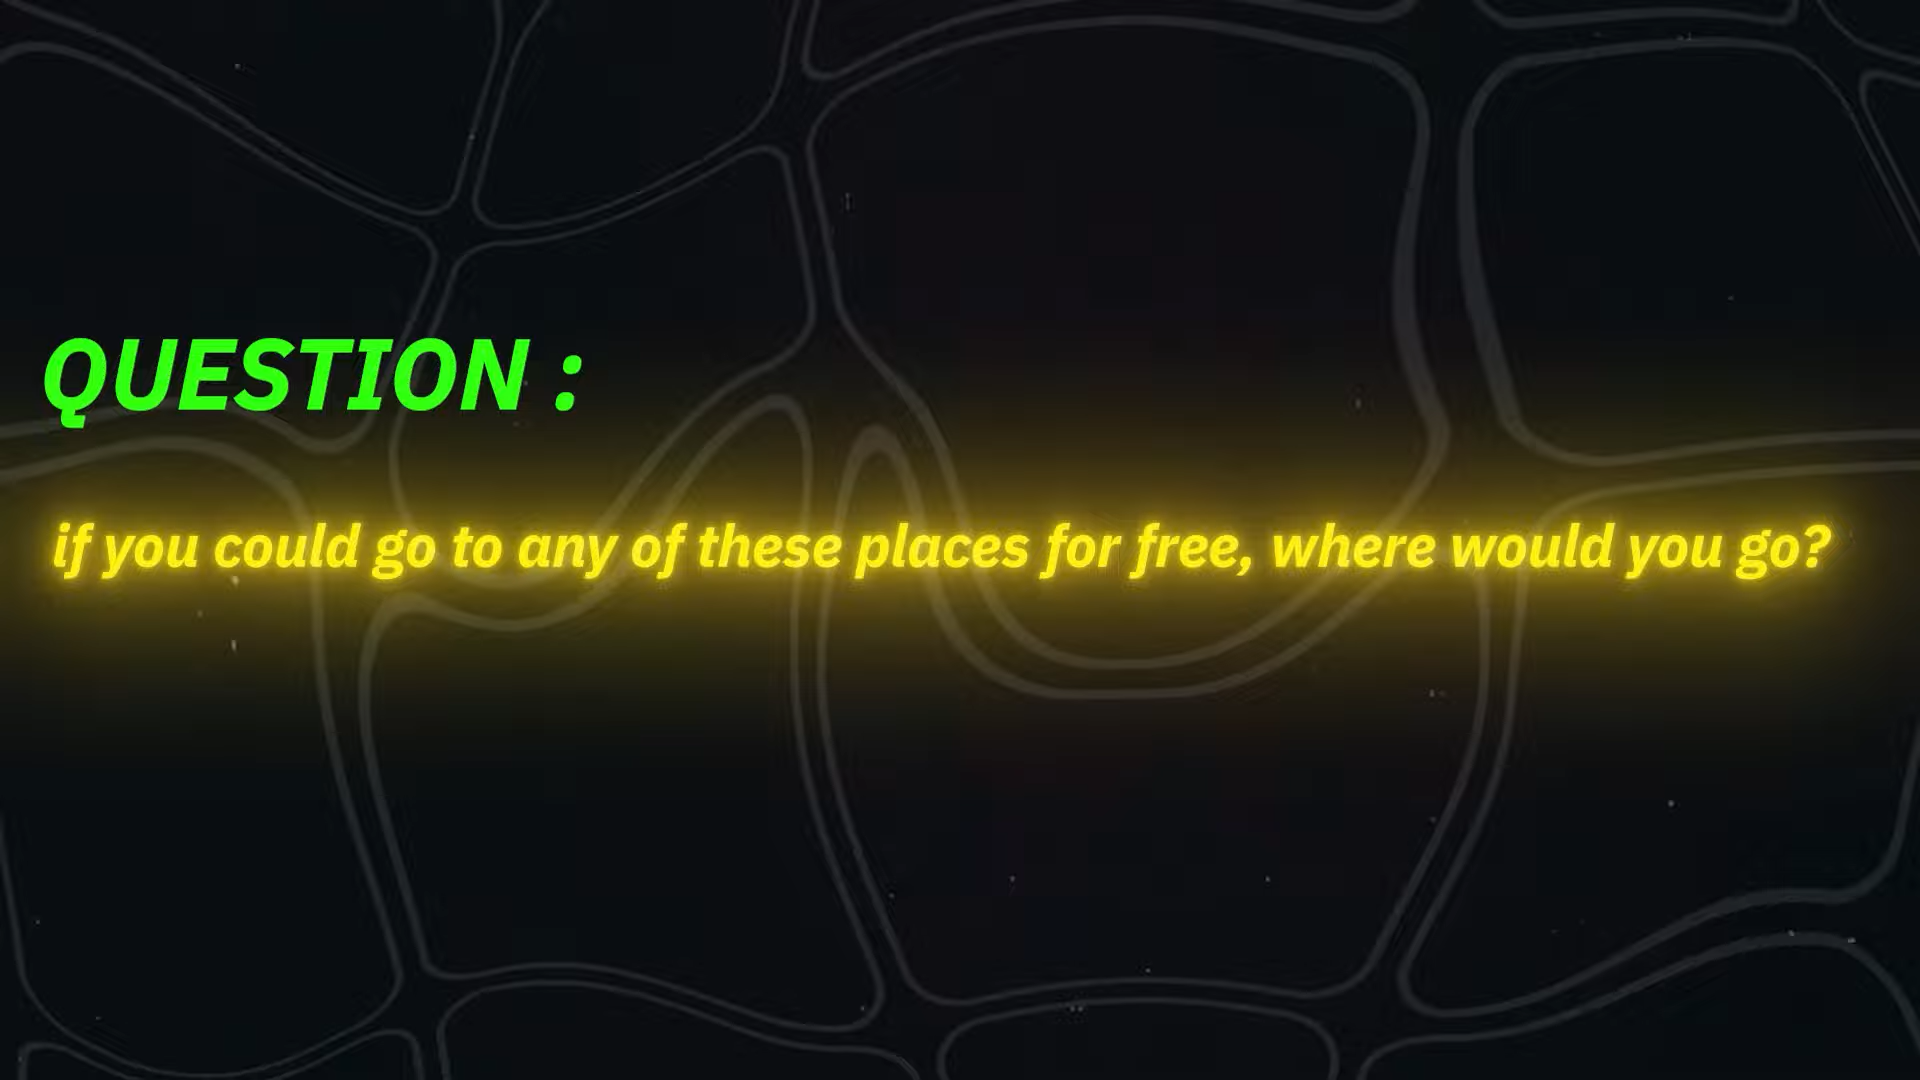 QUESTION :
if you could go to any of these places for free, where would you go?